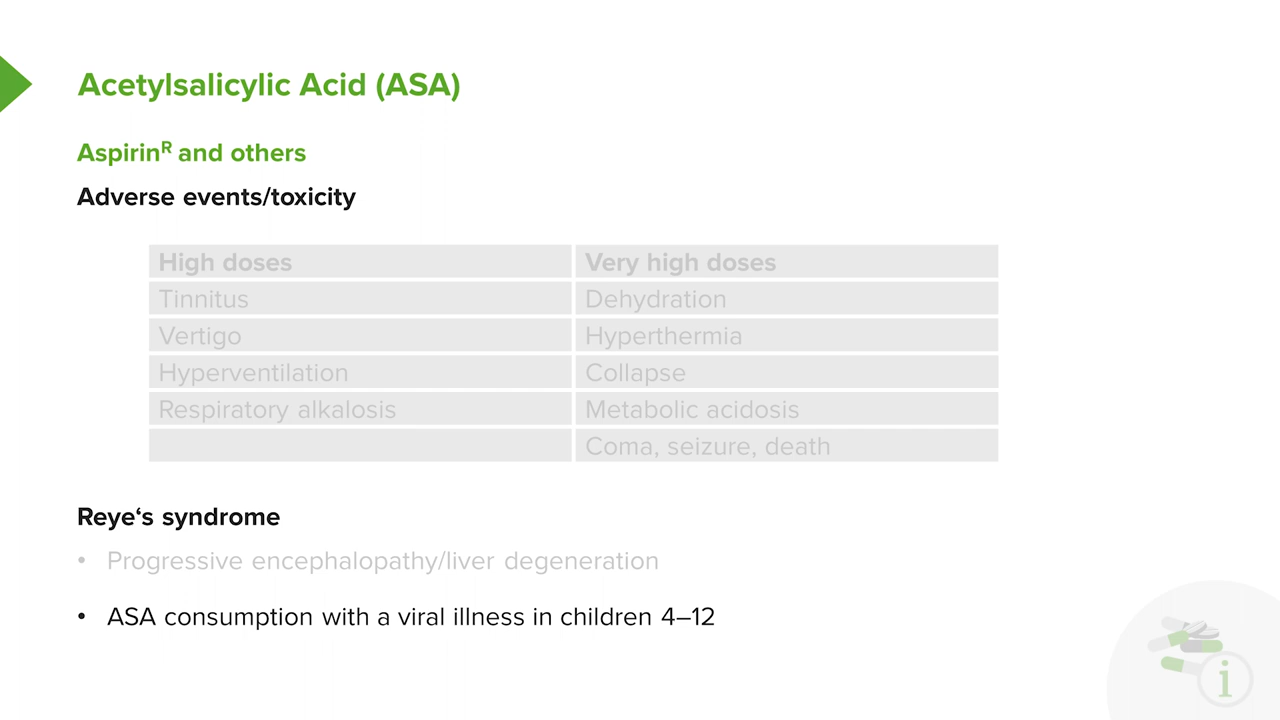 Acetylsalicylic Acid (ASA)
Aspirinᴿ and others
Adverse events/toxicity
High doses Very high doses
Tinnitus Dehydration
Vertigo Hyperthermia
Hyperventilation Collapse
Respiratory alkalosis Metabolic acidosis
Coma, seizure, death
Reye‘s syndrome
• Progressive encephalopathy/liver degeneration
• ASA consumption with a viral illness in children 4–12
i